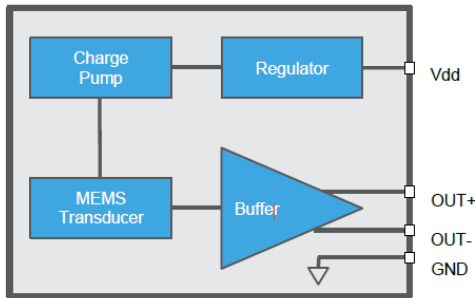 Charge
Pump
Regulator
Vdd
MEMS
Transducer
Buffer
OUT+
OUT-
GND